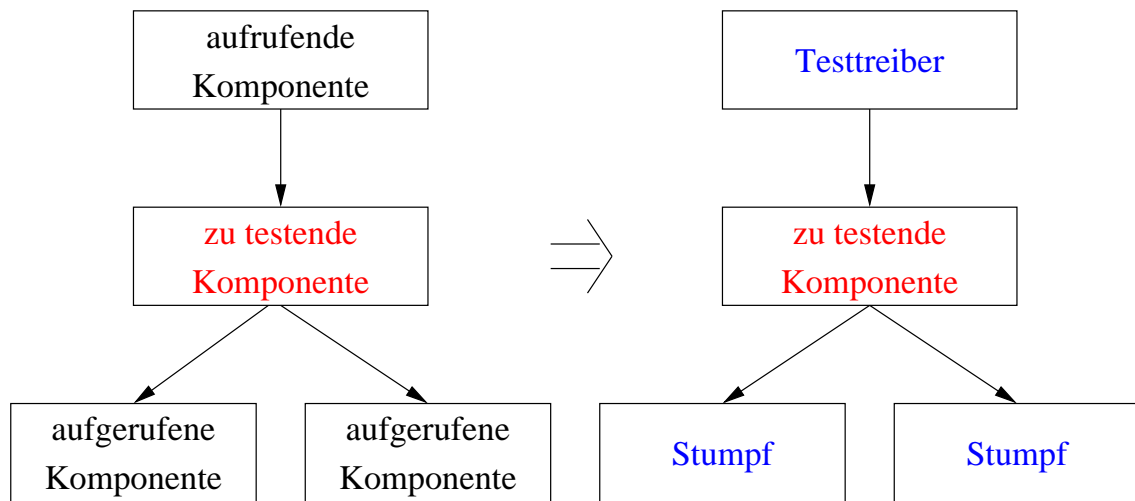 aufrufende
Komponente
Testtreiber
zu testende
Komponente
zu testende
Komponente
aufgerufene
Komponente
aufgerufene
Komponente
Stumpf
Stumpf